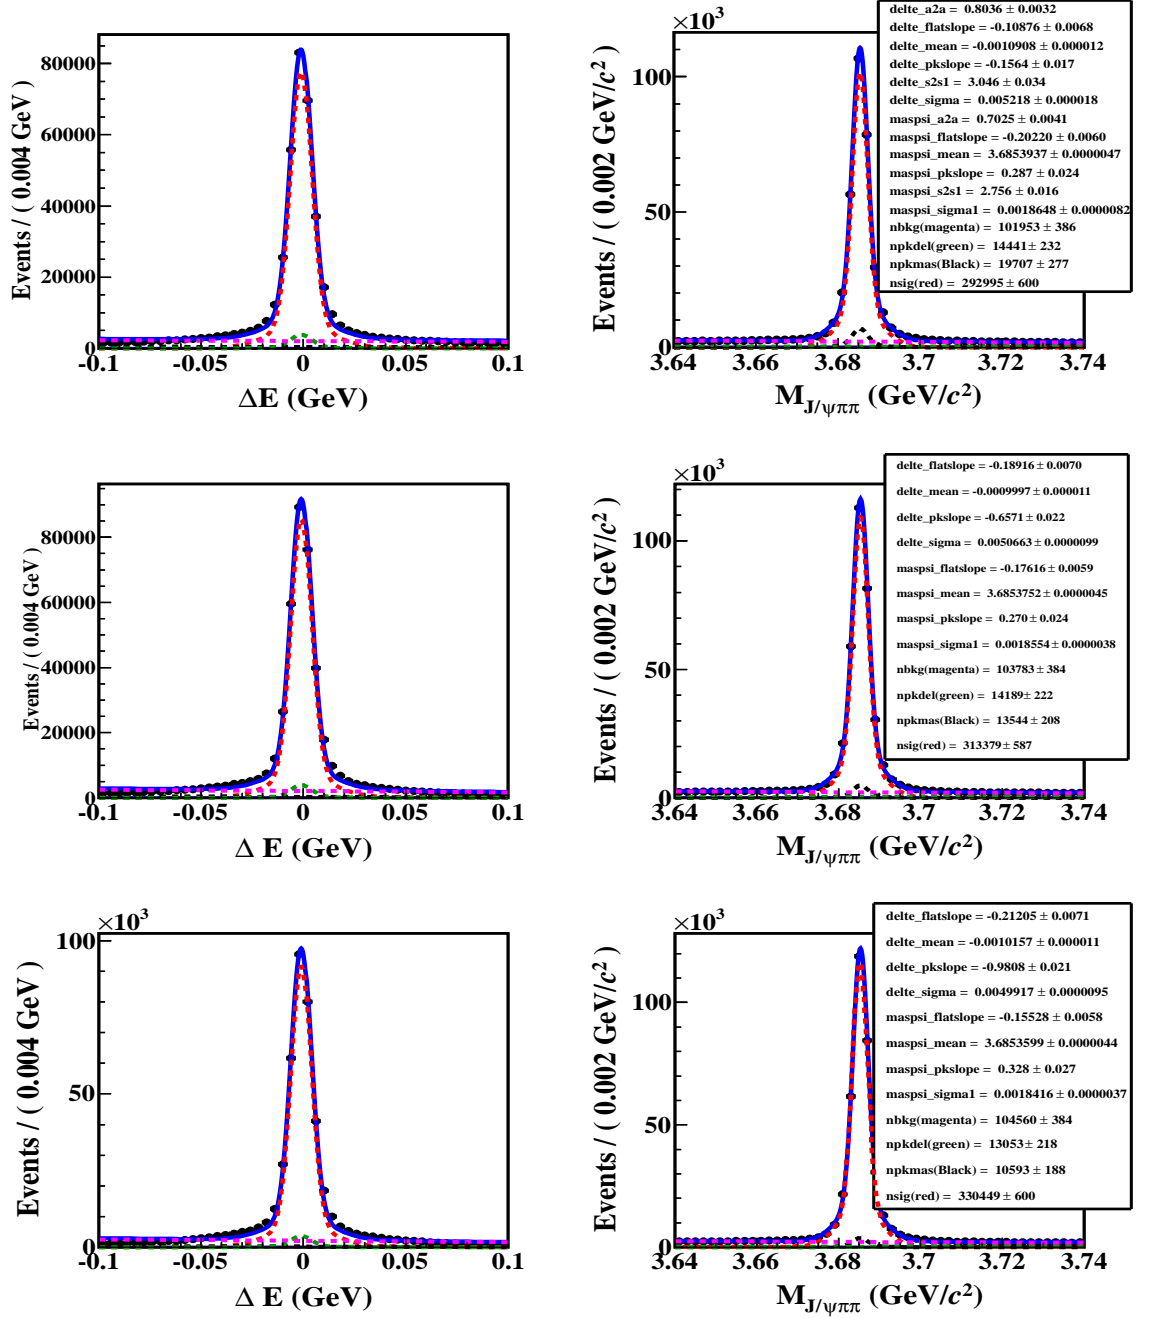 ×10³
delte_a2a = 0.8036 ± 0.0032
delte_flatslope = -0.10876 ± 0.0068
delte_mean = -0.0010908 ± 0.000012
delte_pkslope = -0.1564 ± 0.017
delte_s2s1 = 3.046 ± 0.034
delte_sigma = 0.005218 ± 0.000018
maspsi_a2a = 0.7025 ± 0.0041
maspsi_flatslope = -0.20220 ± 0.0060
maspsi_mean = 3.6853937 ± 0.0000047
maspsi_pkslope = 0.287 ± 0.024
maspsi_s2s1 = 2.756 ± 0.016
maspsi_sigma1 = 0.0018648 ± 0.0000082
nbkg(magenta) = 101953 ± 386
npkdel(green) = 14441 ± 232
npkmas(Black) = 19707 ± 277
nsig(red) = 292995 ± 600
Events / ( 0.004 GeV )
80000
60000
40000
20000
0
-0.1 -0.05 0 0.05 0.1
ΔE (GeV)
Events / ( 0.002 GeV/c² )
100
50
0
3.64 3.66 3.68 3.7 3.72 3.74
M J/ψππ (GeV/c²)
×10³
delte_flatslope = -0.18916 ± 0.0070
delte_mean = -0.0009997 ± 0.000011
delte_pkslope = -0.6571 ± 0.022
delte_sigma = 0.0050663 ± 0.0000099
maspsi_flatslope = -0.17616 ± 0.0059
maspsi_mean = 3.6853752 ± 0.0000045
maspsi_pkslope = 0.270 ± 0.024
maspsi_sigma1 = 0.0018554 ± 0.0000038
nbkg(magenta) = 103783 ± 384
npkdel(green) = 14189 ± 222
npkmas(Black) = 13544 ± 208
nsig(red) = 313379 ± 587
Events / ( 0.004 GeV )
80000
60000
40000
20000
0
-0.1 -0.05 0 0.05 0.1
Δ E (GeV)
Events / ( 0.002 GeV/c² )
100
50
0
3.64 3.66 3.68 3.7 3.72 3.74
M J/ψππ (GeV/c²)
×10³
×10³
delte_flatslope = -0.21205 ± 0.0071
delte_mean = -0.0010157 ± 0.000011
delte_pkslope = -0.9808 ± 0.021
delte_sigma = 0.0049917 ± 0.0000095
maspsi_flatslope = -0.15528 ± 0.0058
maspsi_mean = 3.6853599 ± 0.0000044
maspsi_pkslope = 0.328 ± 0.027
maspsi_sigma1 = 0.0018416 ± 0.0000037
nbkg(magenta) = 104560 ± 384
npkdel(green) = 13053 ± 218
npkmas(Black) = 10593 ± 188
nsig(red) = 330449 ± 600
Events / ( 0.004 GeV )
100
50
0
-0.1 -0.05 0 0.05 0.1
Δ E (GeV)
Events / ( 0.002 GeV/c² )
100
50
0
3.64 3.66 3.68 3.7 3.72 3.74
M J/ψππ (GeV/c²)